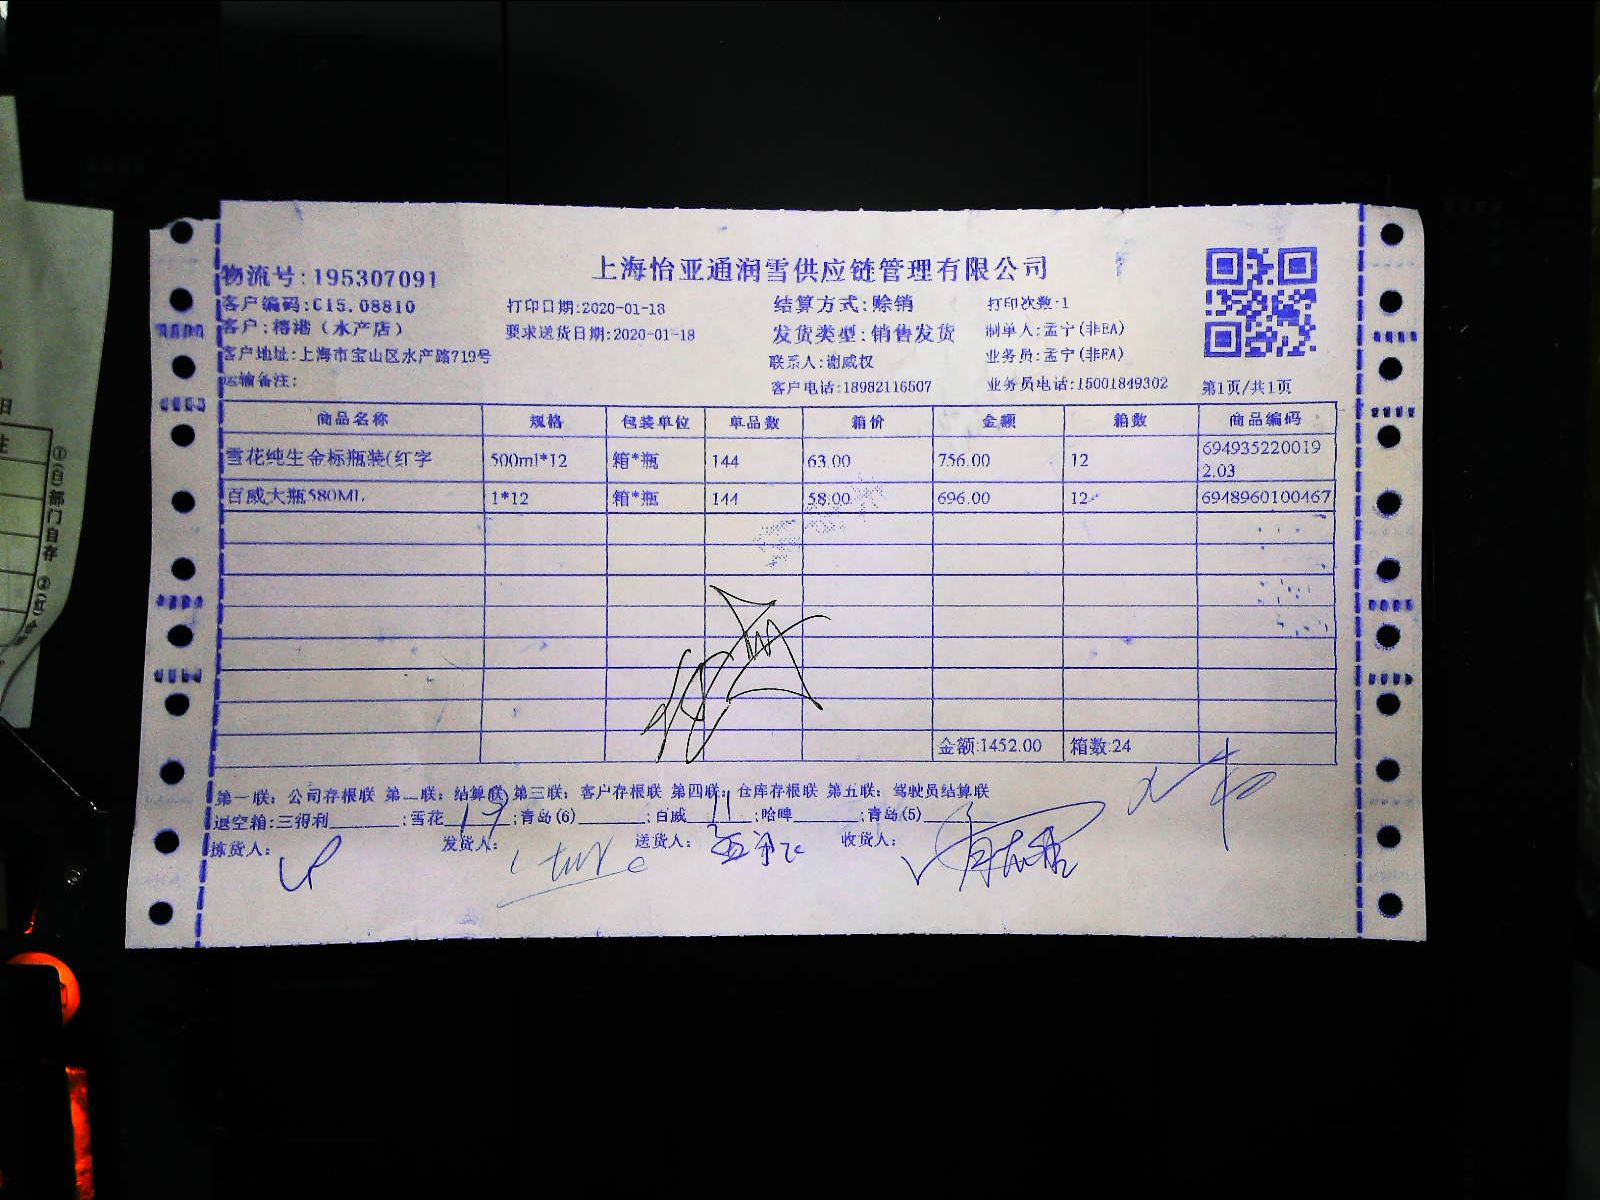 上海怡亚通润雪供应链管理有限公司
物流号:195307091
客户编码:C15.08810 打印日期:2020-01-18 结算方式:赊销 打印次数:1
客户:榕港(水产店) 要求送货日期:2020-01-18 发货类型:销售发货 制单人:孟宁(非EA)
客户地址:上海市宝山区水产路719号 联系人:谢威权 业务员:孟宁(非EA)
运输备注: 客户电话:18982116507 业务员电话:15001849302 第1页/共1页
商品名称 规格 包装单位 单品数 箱价 金额 箱数 商品编码
雪花纯生金标瓶装(红字 500ml*12 箱*瓶 144 63.00 756.00 12 694935220019
2.03
百威大瓶580ML 1*12 箱*瓶 144 58.00 696.00 12 6948960100467
金额:1452.00 箱数:24
第一联：公司存根联 第二联：结算联 第三联：客户存根联 第四联：仓库存根联 第五联：驾驶员结算联
退空箱:三得利 ;雪花 17 ;青岛(6) ;百威 11 ;哈啤 ;青岛(5)
拣货人： 发货人： 送货人： 收货人：
①(白)部门自存 ②(红)